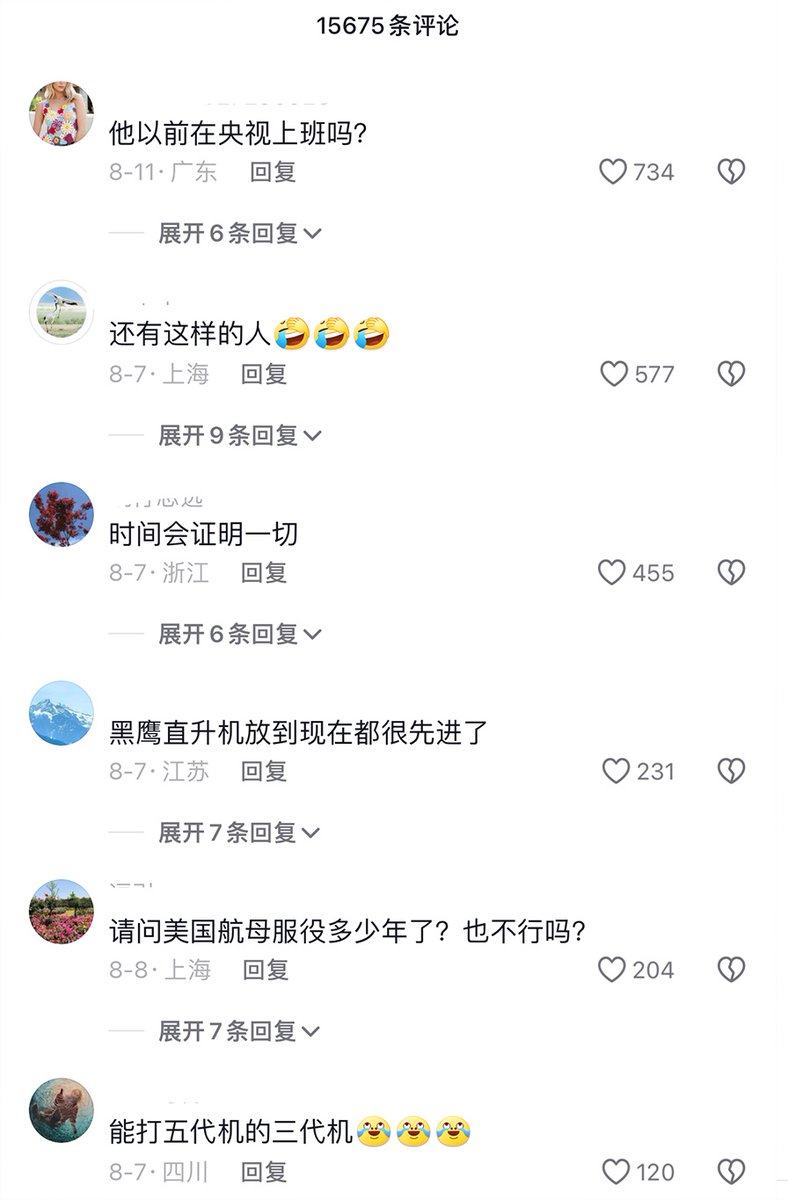 15675条评论
他以前在央视上班吗?
8-11·广东 回复 734
展开6条回复
还有这样的人🤣🤣🤣
8-7·上海 回复 577
展开9条回复
时间会证明一切
8-7·浙江 回复 455
展开6条回复
黑鹰直升机放到现在都很先进了
8-7·江苏 回复 231
展开7条回复
请问美国航母服役多少年了？也不行吗?
8-8·上海 回复 204
展开7条回复
能打五代机的三代机😂😂😂
8-7·四川 回复 120